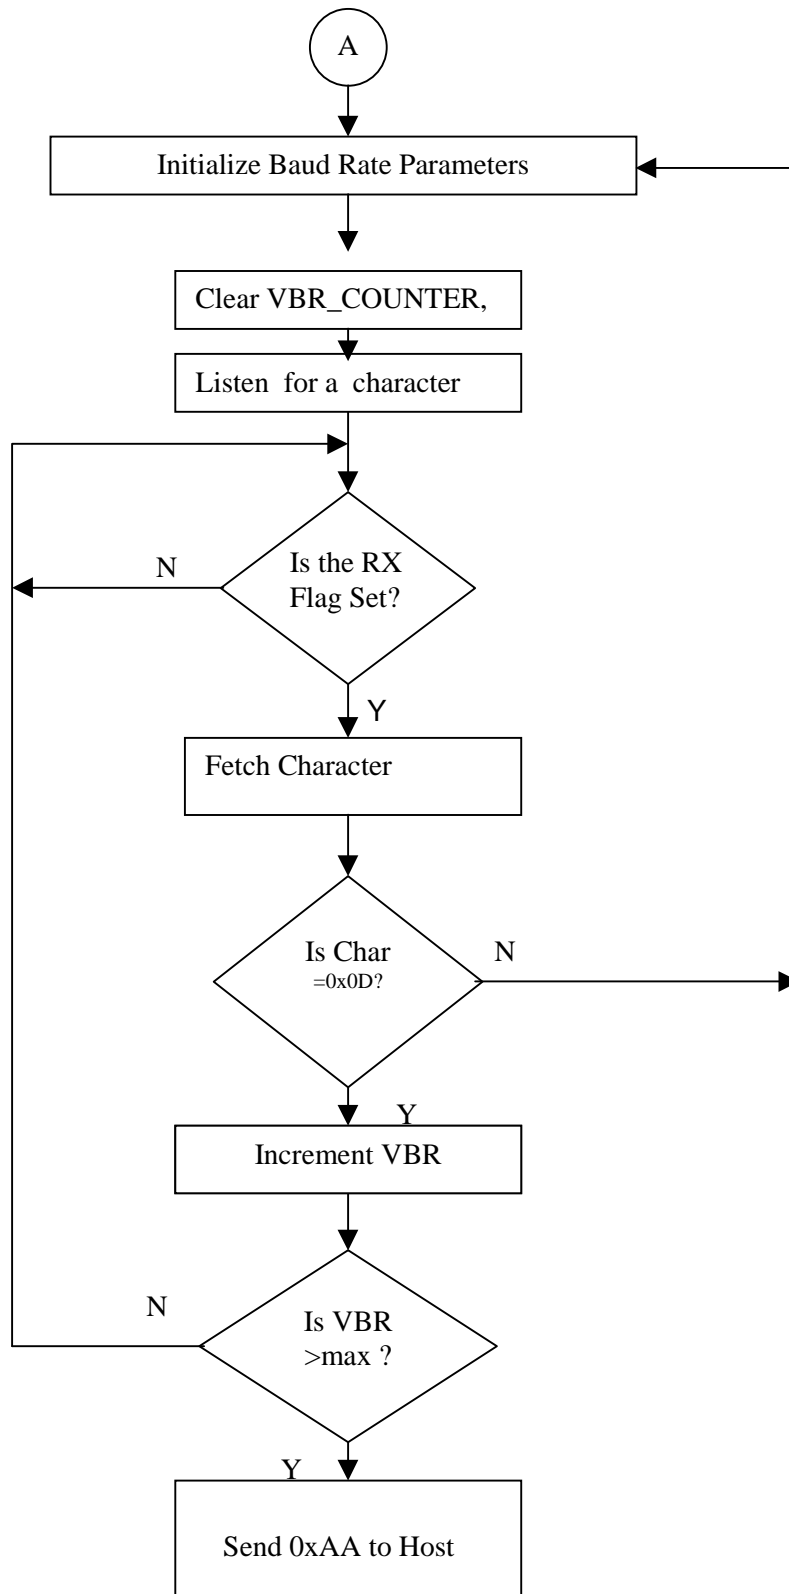 A
Initialize Baud Rate Parameters
Clear VBR_COUNTER,
Listen for a character
Is the RX
Flag Set?
N
Y
Fetch Character
Is Char
=0x0D?
N
Y
Increment VBR
N
Is VBR
>max ?
Y
Send 0xAA to Host